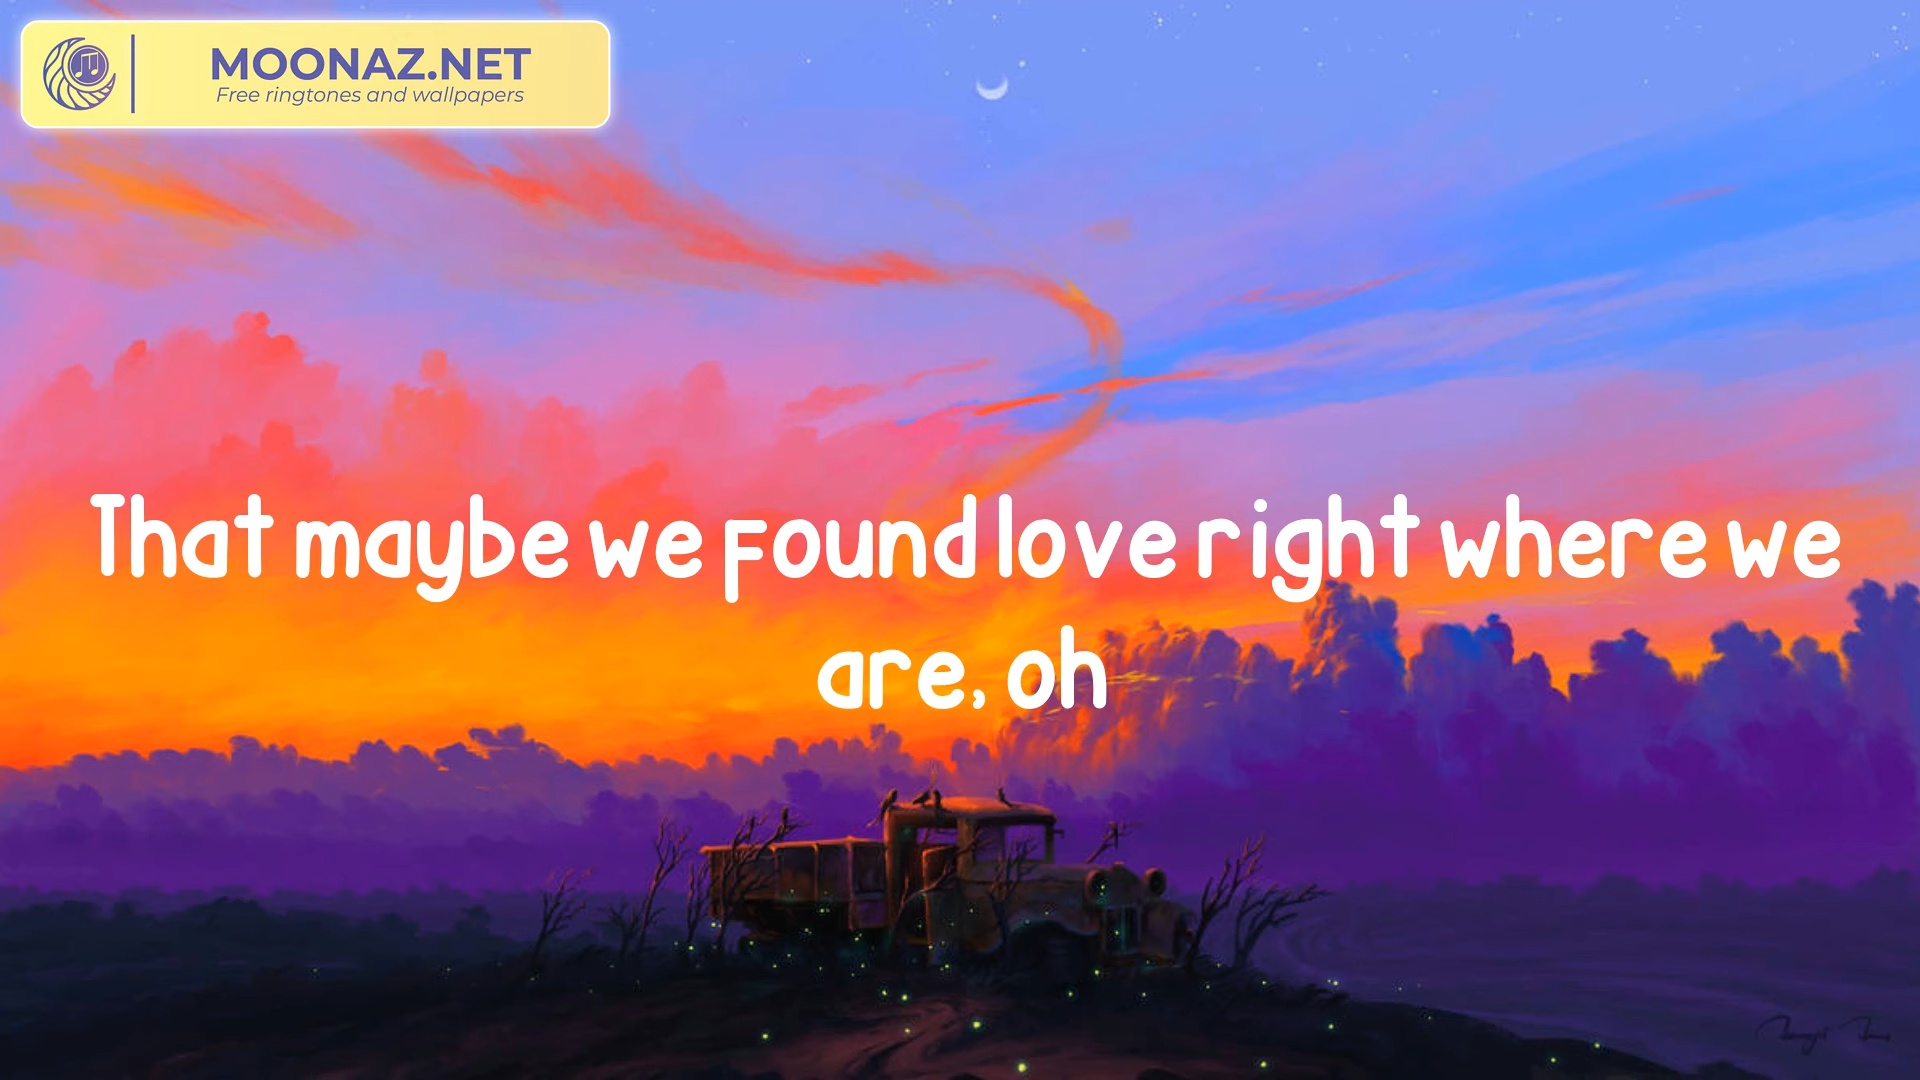 MOONAZ.NET
Free ringtones and wallpapers
That maybe we found love right where we
are, oh